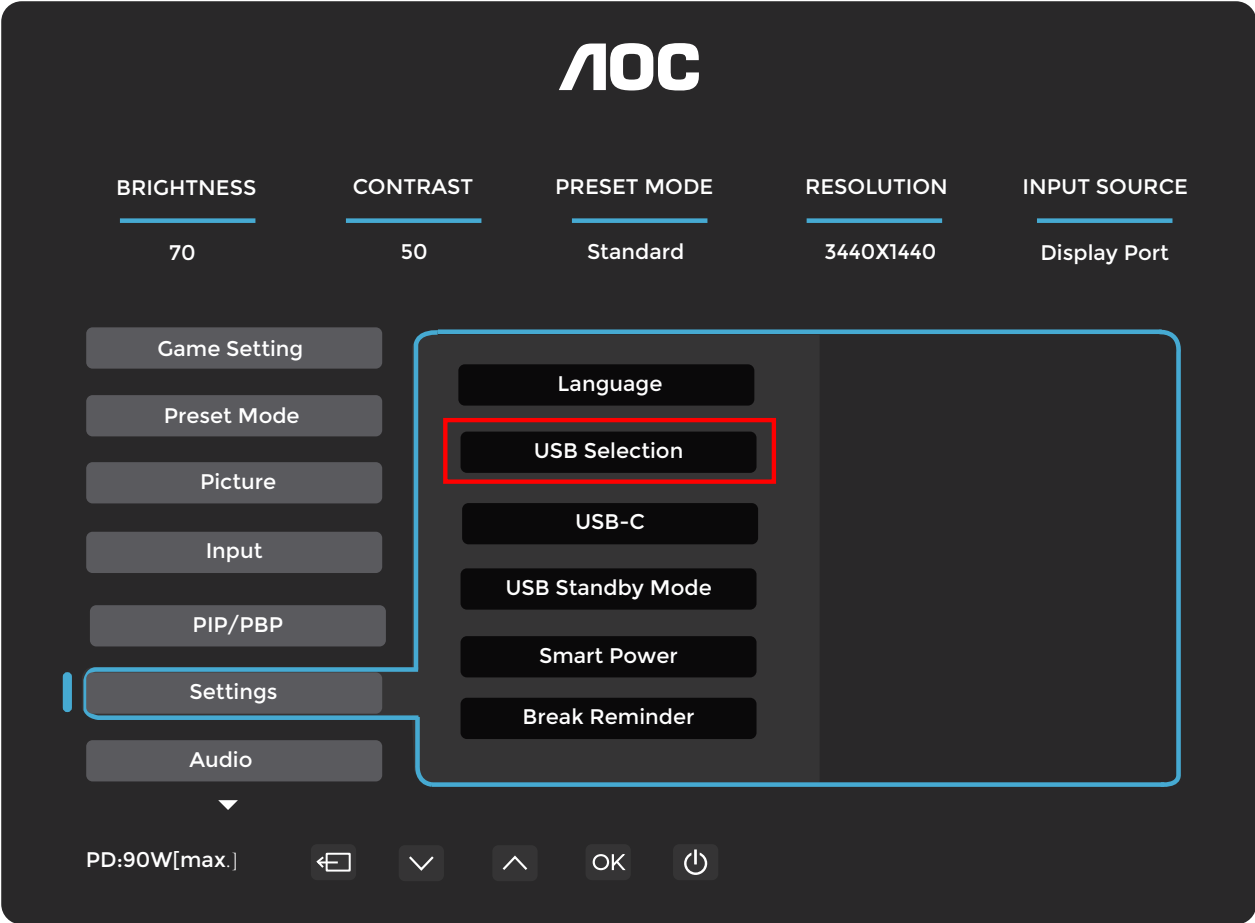 AOC
BRIGHTNESS CONTRAST PRESET MODE RESOLUTION INPUT SOURCE
70 50 Standard 3440X1440 Display Port
Game Setting
Preset Mode
Picture
Input
PIP/PBP
Settings
Audio
Language
USB Selection
USB-C
USB Standby Mode
Smart Power
Break Reminder
PD:90W[max.] OK